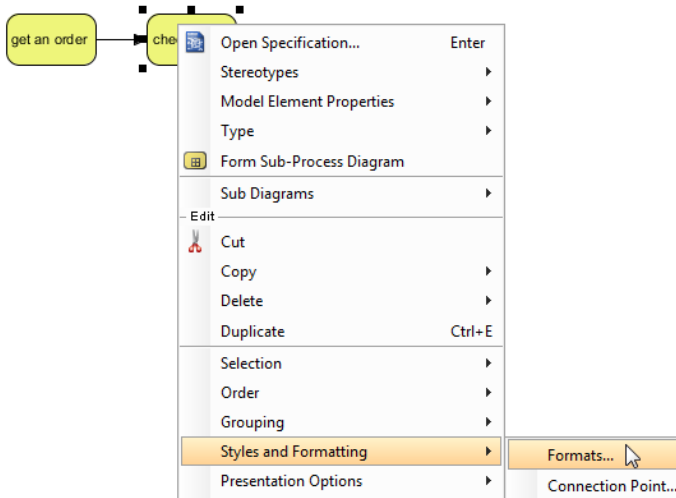 get an order
che
Open Specification... Enter
Stereotypes
Model Element Properties
Type
Form Sub-Process Diagram
Sub Diagrams
Edit
Cut
Copy
Delete
Duplicate Ctrl+E
Selection
Order
Grouping
Styles and Formatting
Formats...
Presentation Options
Connection Point...